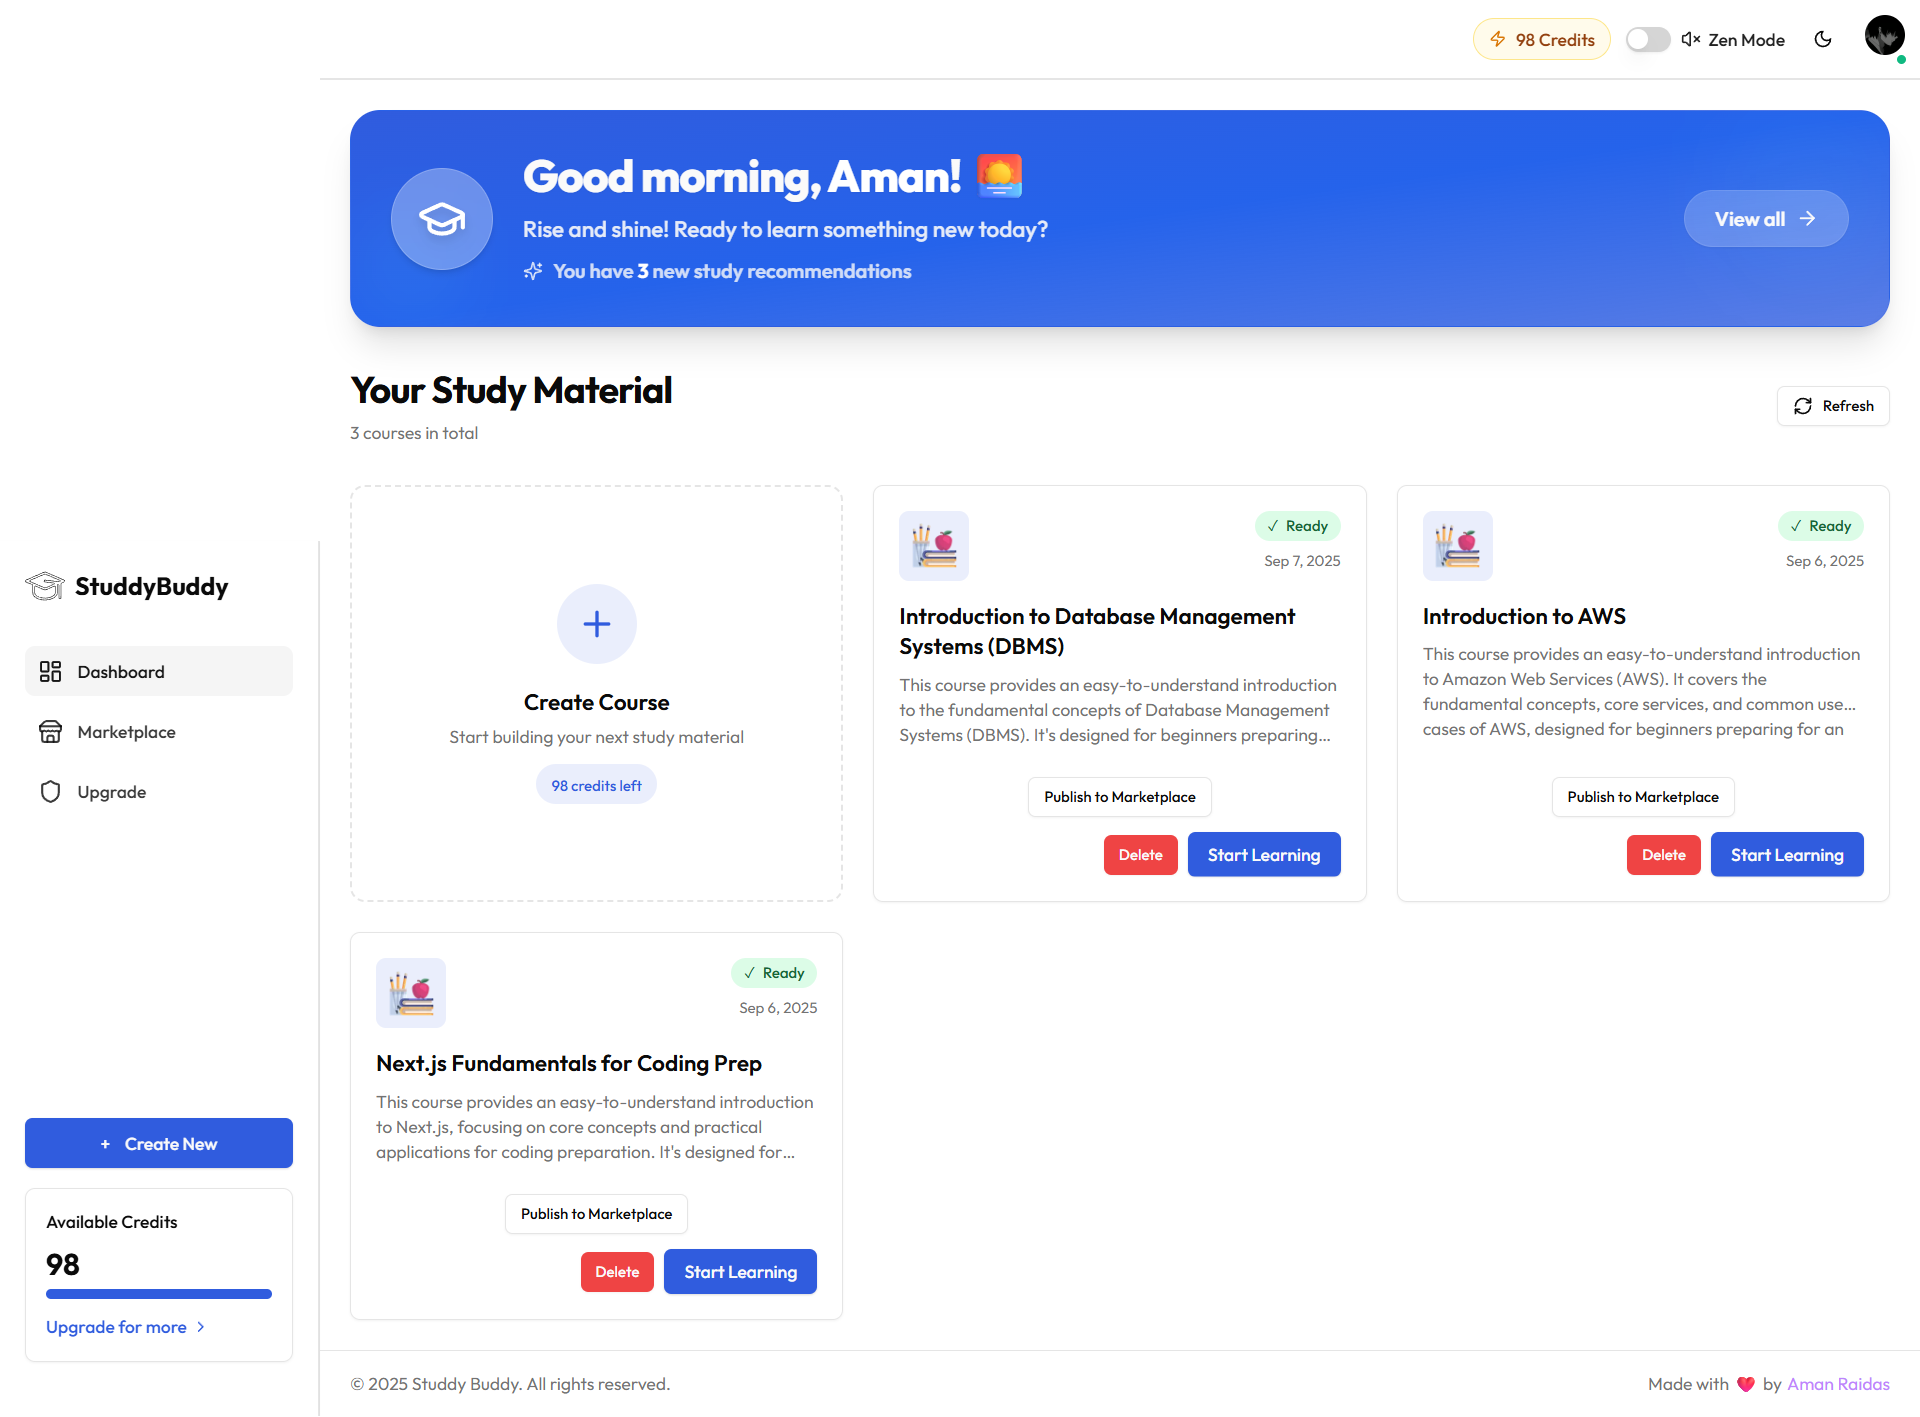 98 Credits
Zen Mode
Good morning, Aman!
Rise and shine! Ready to learn something new today?
You have 3 new study recommendations
View all
Your Study Material
3 courses in total
Refresh
StuddyBuddy
Dashboard
Marketplace
Upgrade
+ Create New
Available Credits
98
Upgrade for more
Create Course
Start building your next study material
98 credits left
✓ Ready
Sep 7, 2025
Introduction to Database Management
Systems (DBMS)
This course provides an easy-to-understand introduction
to the fundamental concepts of Database Management
Systems (DBMS). It's designed for beginners preparing...
Publish to Marketplace
Delete
Start Learning
✓ Ready
Sep 6, 2025
Introduction to AWS
This course provides an easy-to-understand introduction
to Amazon Web Services (AWS). It covers the
fundamental concepts, core services, and common use...
cases of AWS, designed for beginners preparing for an
Publish to Marketplace
Delete
Start Learning
✓ Ready
Sep 6, 2025
Next.js Fundamentals for Coding Prep
This course provides an easy-to-understand introduction
to Next.js, focusing on core concepts and practical
applications for coding preparation. It's designed for...
Publish to Marketplace
Delete
Start Learning
© 2025 Studdy Buddy. All rights reserved.
Made with ❤️ by Aman Raidas